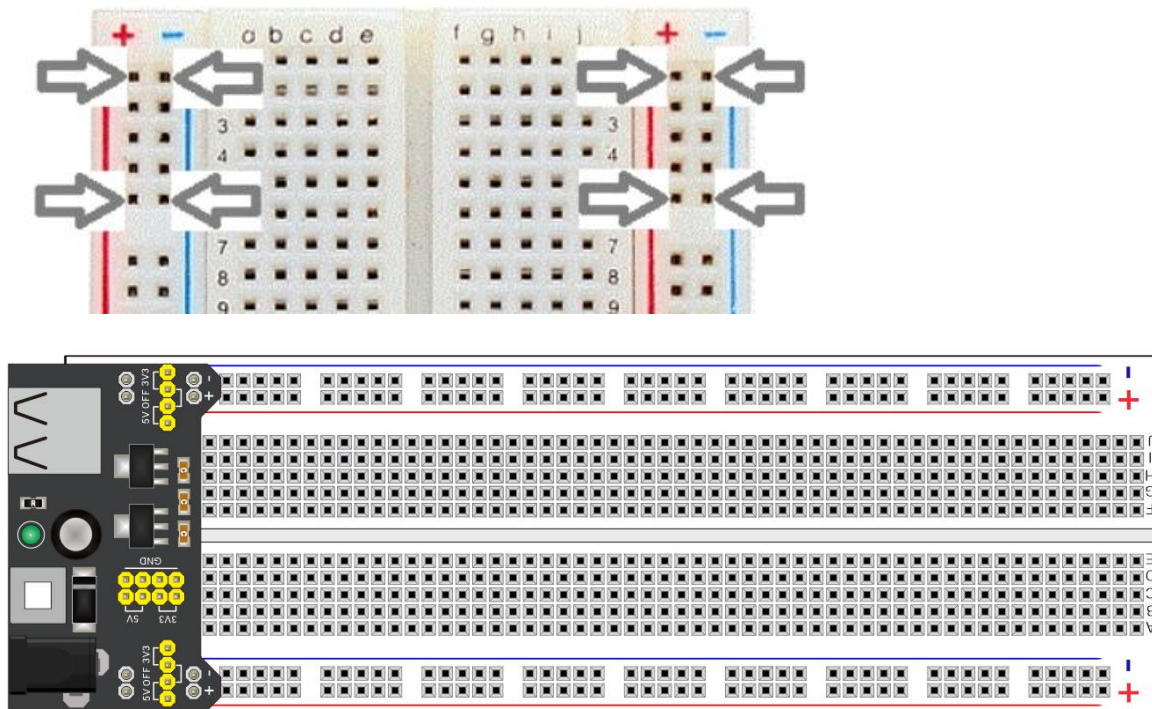 + − a b c d e f g h i j + −
3 3
4 4
7 7
8 8
9 9
5V OFF 3V3
- +
− +
J
I
H
G
F
GND
5V 3V3
E
D
C
B
A
5V OFF 3V3
- +
− +